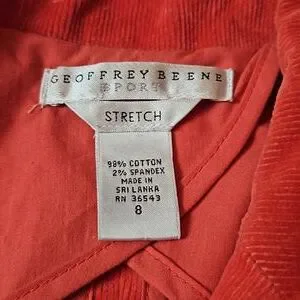 GEOFFREY BEENE
SPORT
STRETCH
98% COTTON
2% SPANDEX
MADE IN
SRI LANKA
RN 36543
8